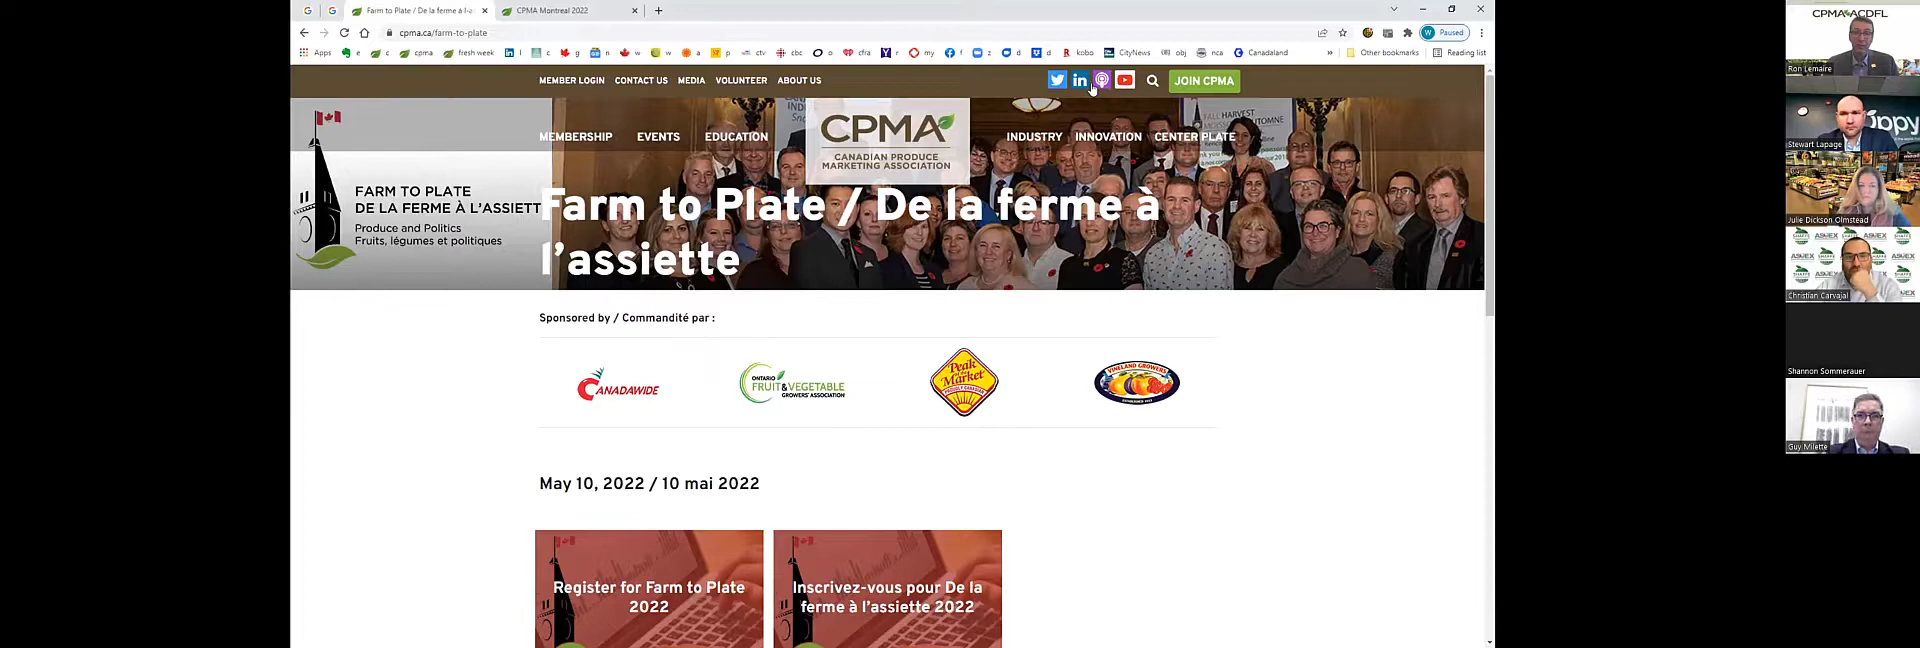 Farm to Plate / De la ferme à l'as
CPMA Montreal 2022
cpma.ca/farm-to-plate
Paused
Apps
e
c
cpma
fresh week
l
c
g
n
w
w
a
p
ctv
cbc
o
cfra
r
my
f
z
d
d
kobo
CityNews
obj
nca
Canadaland
»
Other bookmarks
Reading list
MEMBER LOGIN CONTACT US MEDIA VOLUNTEER ABOUT US
JOIN CPMA
MEMBERSHIP EVENTS EDUCATION
CPMA
CANADIAN PRODUCE
MARKETING ASSOCIATION
INDUSTRY INNOVATION CENTER PLATE
FARM TO PLATE
DE LA FERME À L'ASSIETT
Produce and Politics
Fruits, légumes et politiques
Farm to Plate / De la ferme à
l'assiette
Sponsored by / Commandité par :
CANADAWIDE
ONTARIO
FRUIT & VEGETABLE
GROWERS' ASSOCIATION
Peak
of the
Market
PROUDLY CANADIAN
VINELAND GROWERS
May 10, 2022 / 10 mai 2022
Register for Farm to Plate
2022
Inscrivez-vous pour De la
ferme à l'assiette 2022
CPMA ACDFL
Ron Lemaire
ippy
Stewart Lapage
Julie Dickson Olmstead
Christian Carvajal
Shannon Sommerauer
Guy Milette